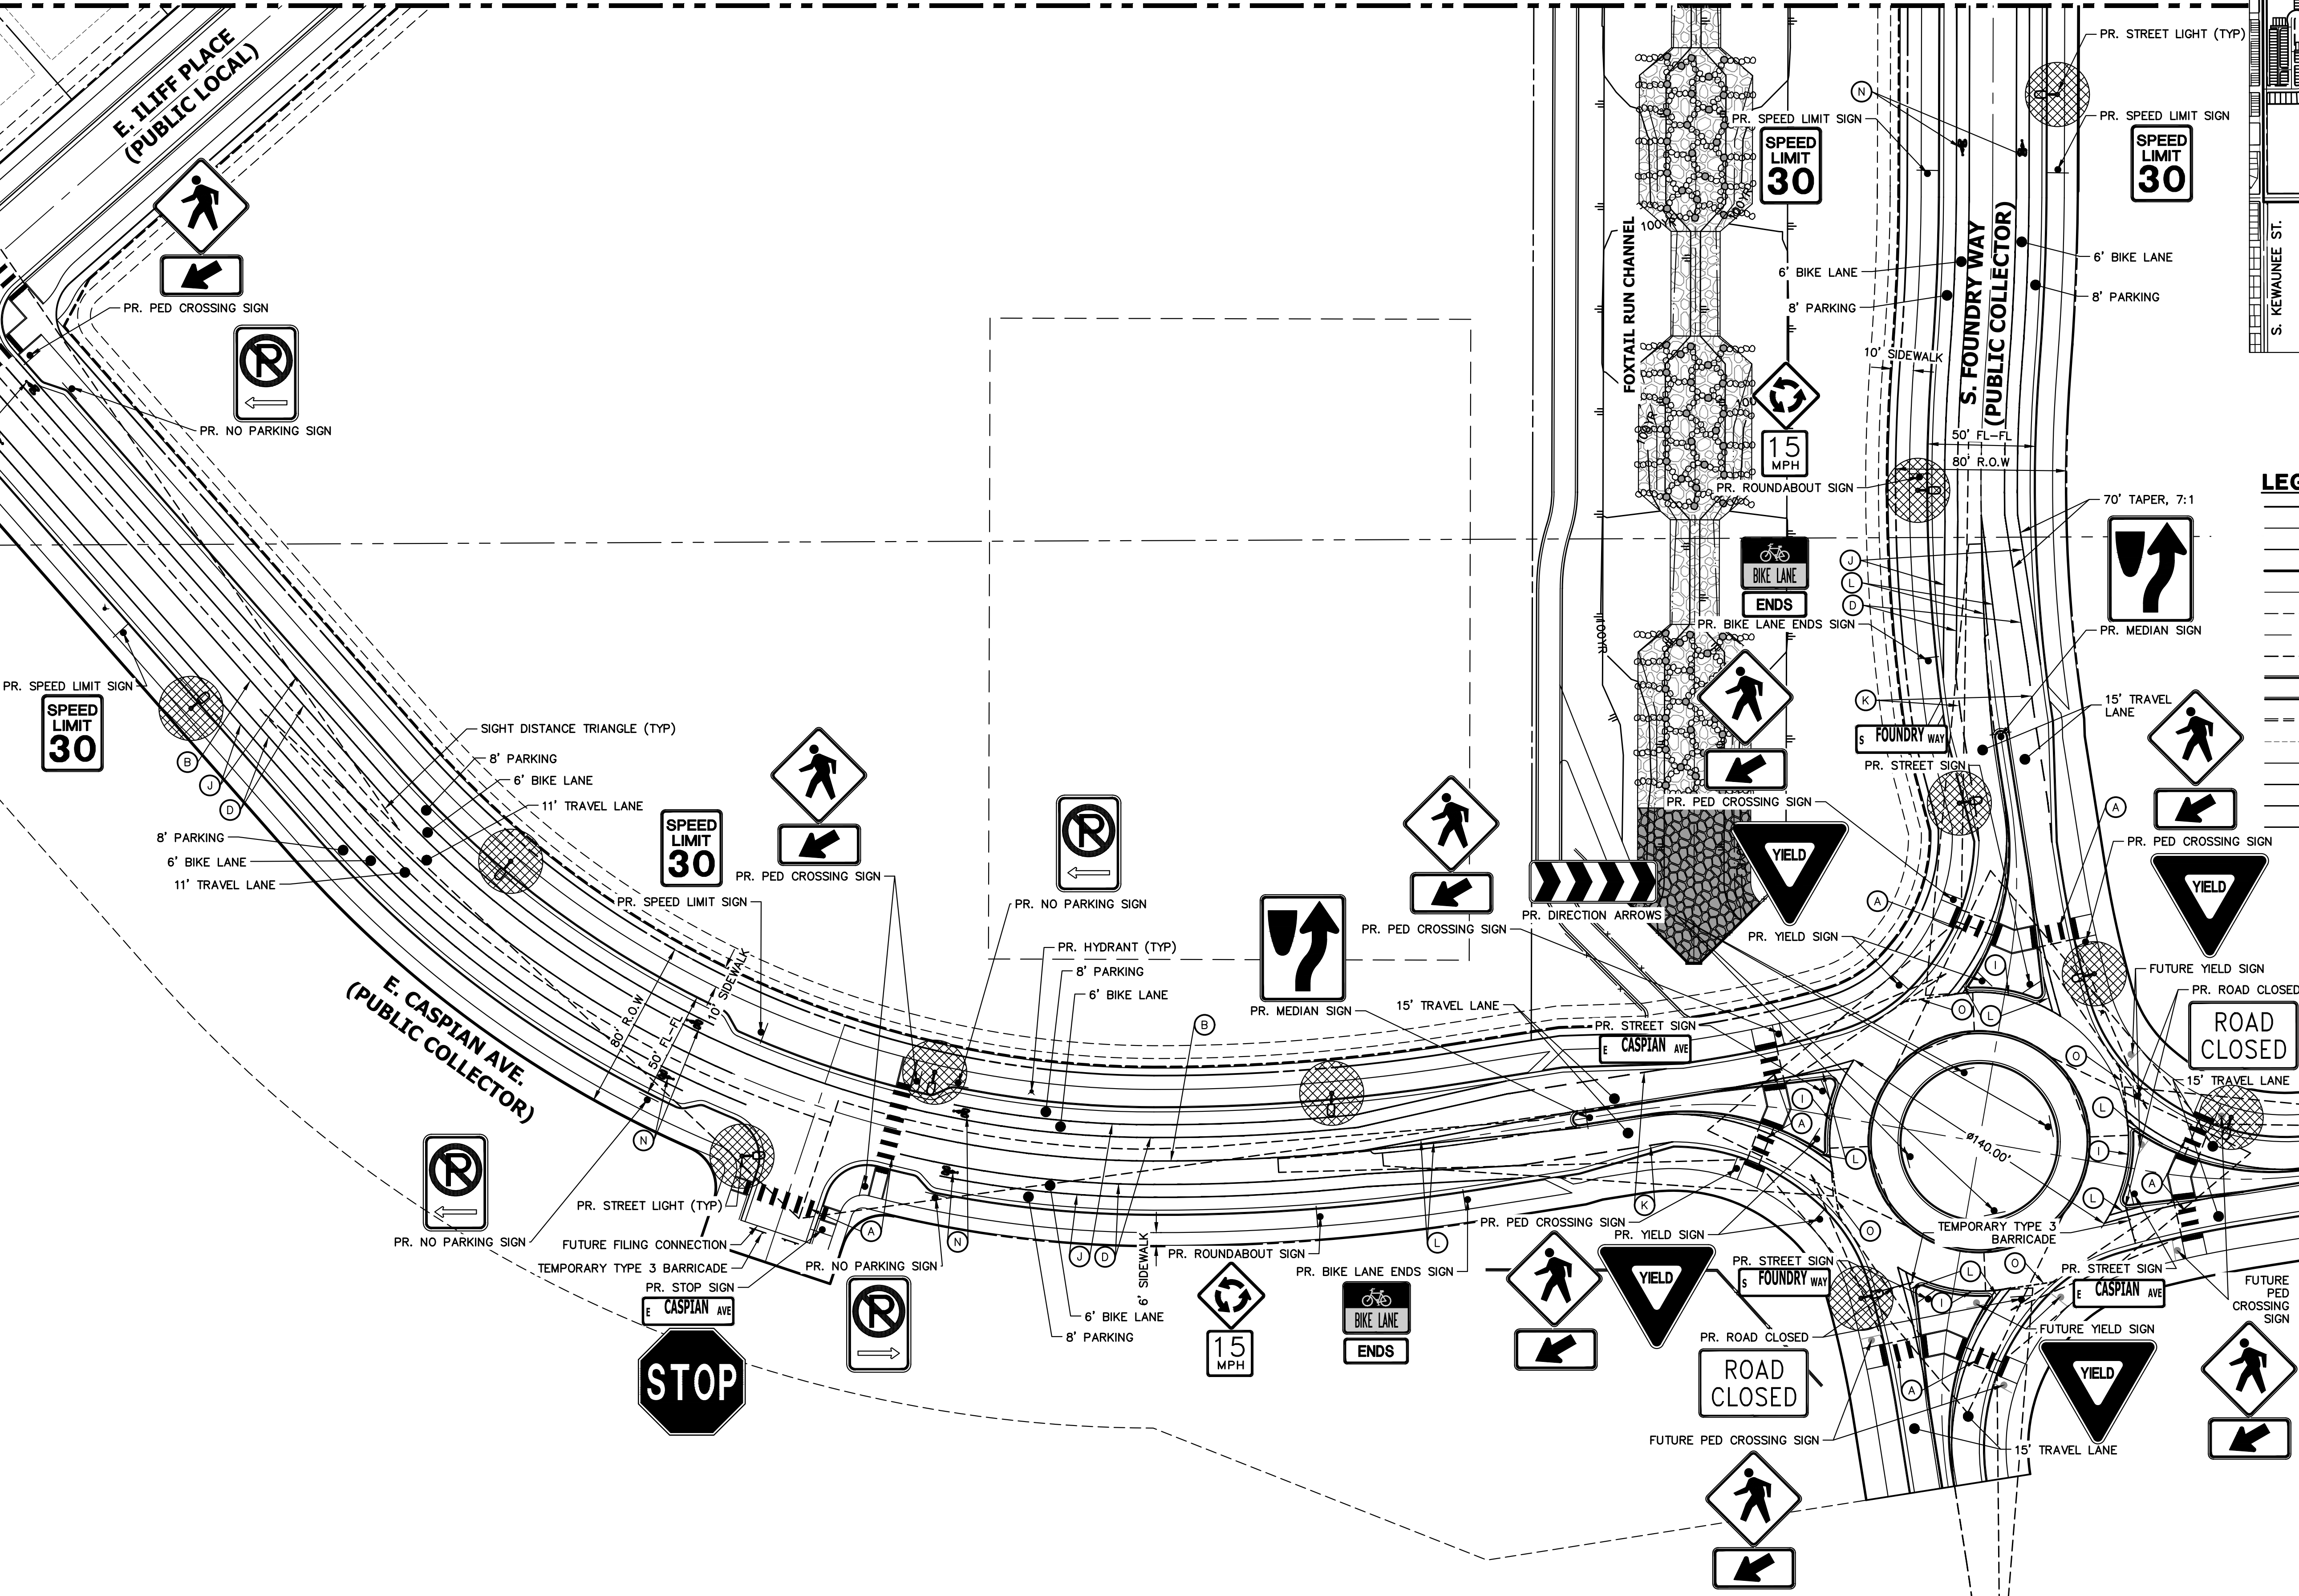 E. ILIFF PLACE
(PUBLIC LOCAL)
PR. PED CROSSING SIGN
PR. NO PARKING SIGN
PR. SPEED LIMIT SIGN
SPEED
LIMIT
30
B
J
D
SIGHT DISTANCE TRIANGLE (TYP)
8' PARKING
6' BIKE LANE
11' TRAVEL LANE
8' PARKING
6' BIKE LANE
11' TRAVEL LANE
E. CASPIAN AVE.
(PUBLIC COLLECTOR)
80' R.O.W
50' FL-FL
10' SIDEWALK
SPEED
LIMIT
30
PR. SPEED LIMIT SIGN
PR. PED CROSSING SIGN
PR. NO PARKING SIGN
PR. HYDRANT (TYP)
8' PARKING
6' BIKE LANE
B
N
PR. NO PARKING SIGN
PR. STREET LIGHT (TYP)
FUTURE FILING CONNECTION
TEMPORARY TYPE 3 BARRICADE
PR. STOP SIGN
E CASPIAN AVE
STOP
A
PR. NO PARKING SIGN
N
J
D
6' BIKE LANE
8' PARKING
6' SIDEWALK
PR. ROUNDABOUT SIGN
15
MPH
PR. BIKE LANE ENDS SIGN
BIKE LANE
ENDS
L
PR. MEDIAN SIGN
15' TRAVEL LANE
PR. PED CROSSING SIGN
PR. DIRECTION ARROWS
PR. STREET SIGN
E CASPIAN AVE
K
PR. PED CROSSING SIGN
PR. YIELD SIGN
YIELD
PR. STREET SIGN
S FOUNDRY WAY
PR. ROAD CLOSED
ROAD
CLOSED
FUTURE PED CROSSING SIGN
FOXTAIL RUN CHANNEL
100YR
100YR
100YR
PR. SPEED LIMIT SIGN
SPEED
LIMIT
30
N
PR. STREET LIGHT (TYP)
PR. SPEED LIMIT SIGN
SPEED
LIMIT
30
S. KEWAUNEE ST.
6' BIKE LANE
8' PARKING
6' BIKE LANE
8' PARKING
S. FOUNDRY WAY
(PUBLIC COLLECTOR)
10' SIDEWALK
50' FL-FL
80' R.O.W
15
MPH
PR. ROUNDABOUT SIGN
BIKE LANE
ENDS
PR. BIKE LANE ENDS SIGN
J
L
D
70' TAPER, 7:1
PR. MEDIAN SIGN
K
S FOUNDRY WAY
PR. STREET SIGN
15' TRAVEL
LANE
PR. PED CROSSING SIGN
YIELD
PR. YIELD SIGN
A
A
PR. PED CROSSING SIGN
YIELD
FUTURE YIELD SIGN
PR. ROAD CLOSED
ROAD
CLOSED
15' TRAVEL LANE
I
O
L
O
I
A
L
L
I
A
L
O
ø140.00'
TEMPORARY TYPE 3
BARRICADE
L
O
I
A
PR. STREET SIGN
E CASPIAN AVE
FUTURE YIELD SIGN
YIELD
15' TRAVEL LANE
FUTURE
PED
CROSSING
SIGN